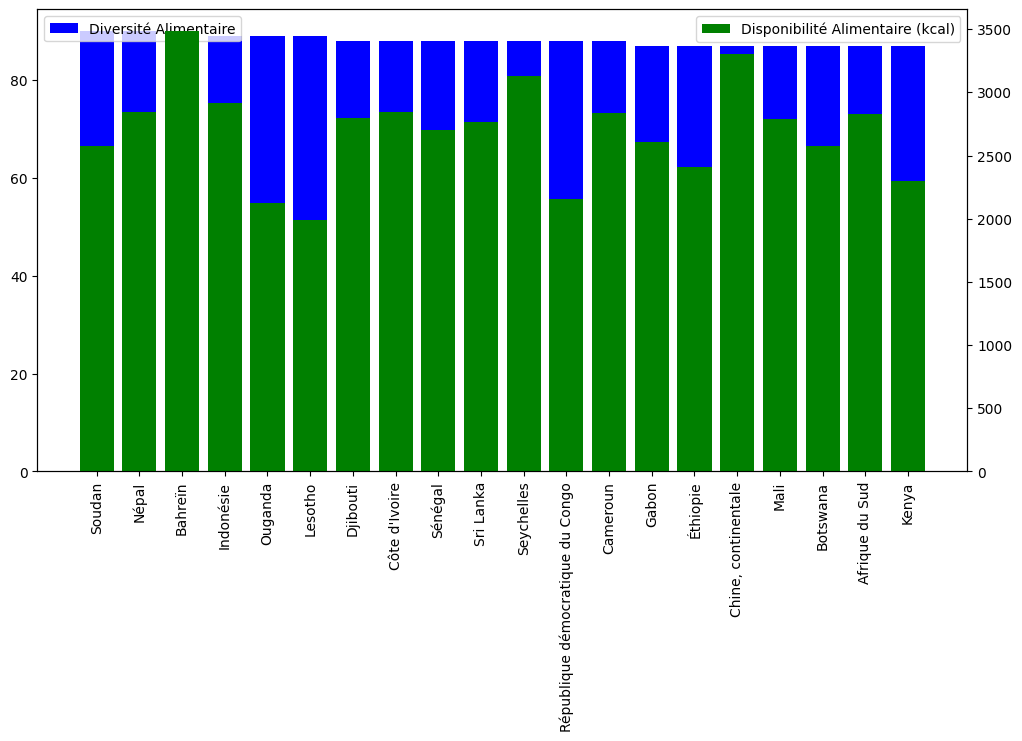 Diversité Alimentaire
Disponibilité Alimentaire (kcal)
80
60
40
20
0
3500
3000
2500
2000
1500
1000
500
0
Soudan
Népal
Bahreïn
Indonésie
Ouganda
Lesotho
Djibouti
Côte d'Ivoire
Sénégal
Sri Lanka
Seychelles
République démocratique du Congo
Cameroun
Gabon
Éthiopie
Chine, continentale
Mali
Botswana
Afrique du Sud
Kenya